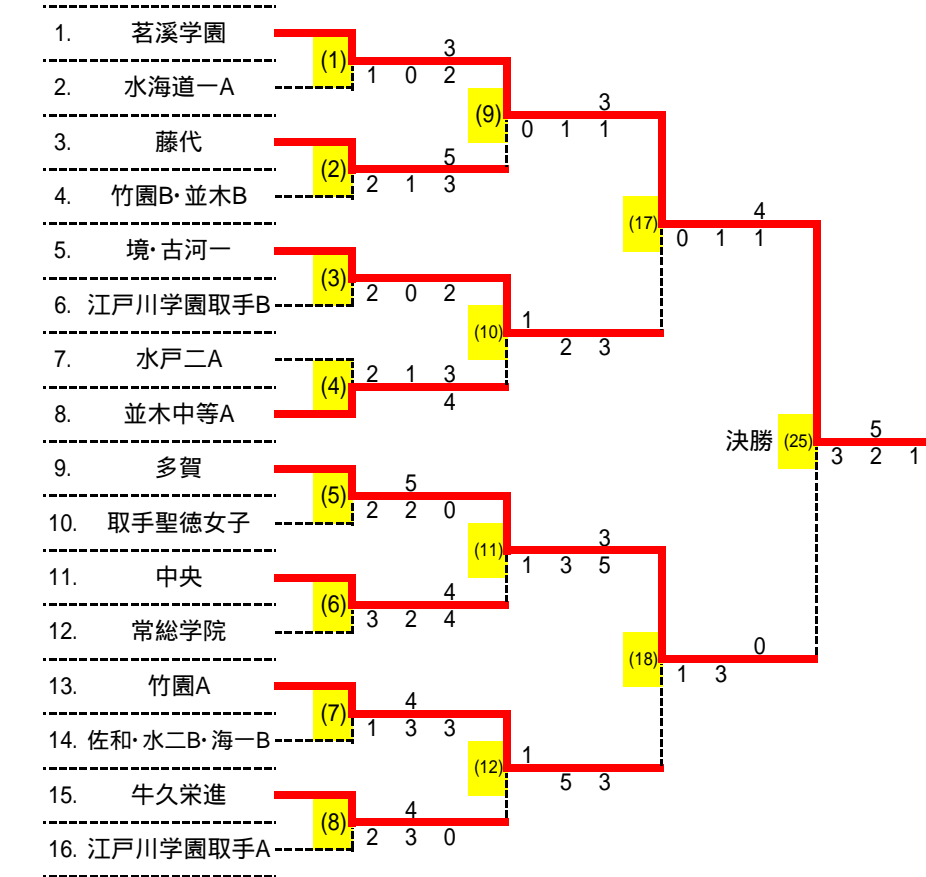 1. 茗溪学園
(1)
3
1 0 2
2. 水海道一A
(9)
3
0 1 1
3. 藤代
(2)
5
2 1 3
4. 竹園B・並木B
(17)
4
0 1 1
5. 境・古河一
(3)
2 0 2
6. 江戸川学園取手B
(10)
1
2 3
7. 水戸二A
(4)
2 1 3
4
8. 並木中等A
決勝 (25)
5
3 2 1
9. 多賀
(5)
5
2 2 0
10. 取手聖徳女子
(11)
3
1 3 5
11. 中央
(6)
4
3 2 4
12. 常総学院
(18)
0
1 3
13. 竹園A
(7)
4
1 3 3
14. 佐和・水二B・海一B
(12)
1
5 3
15. 牛久栄進
(8)
4
2 3 0
16. 江戸川学園取手A